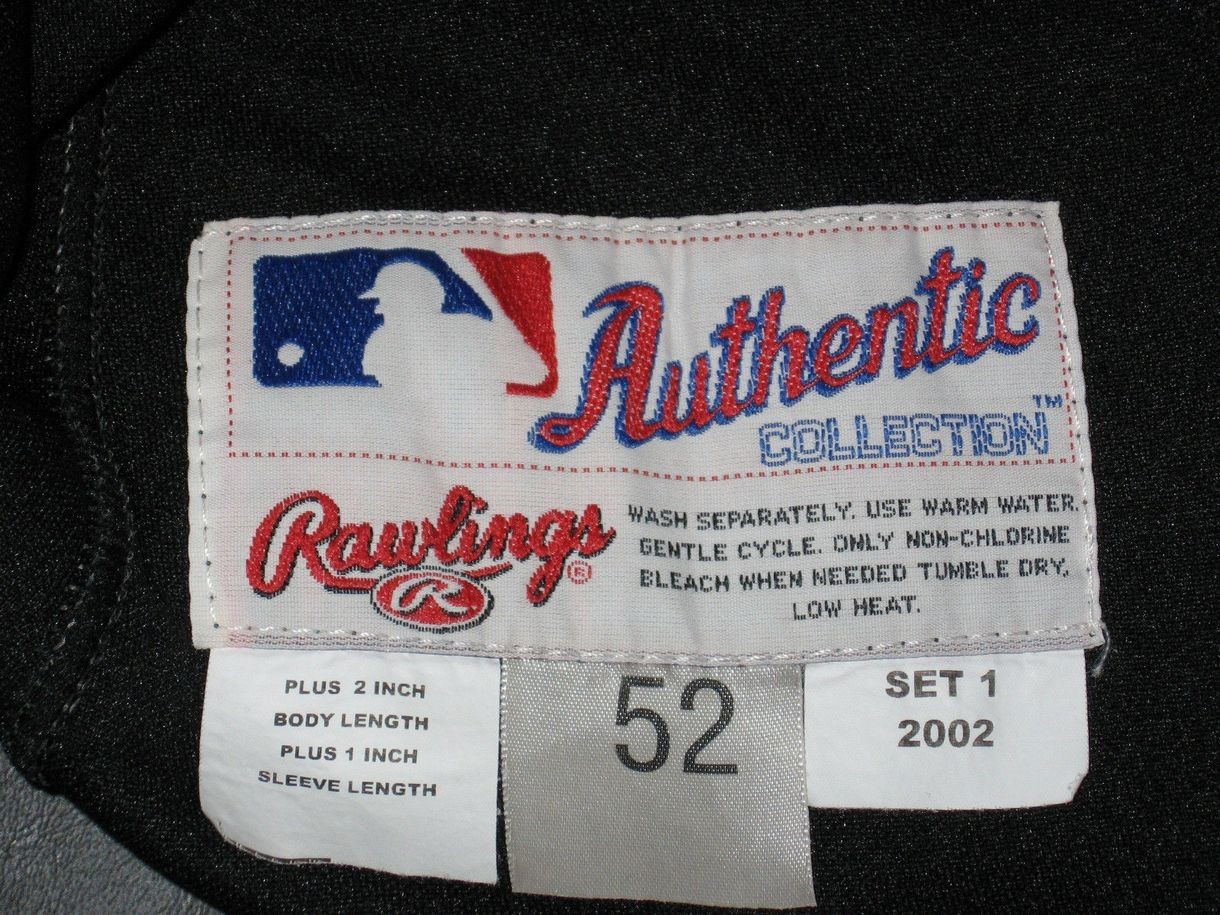 Authentic
COLLECTION™
Rawlings®
R
WASH SEPARATELY. USE WARM WATER.
GENTLE CYCLE. ONLY NON-CHLORINE
BLEACH WHEN NEEDED TUMBLE DRY,
LOW HEAT.
PLUS 2 INCH
BODY LENGTH
PLUS 1 INCH
SLEEVE LENGTH
52
SET 1
2002